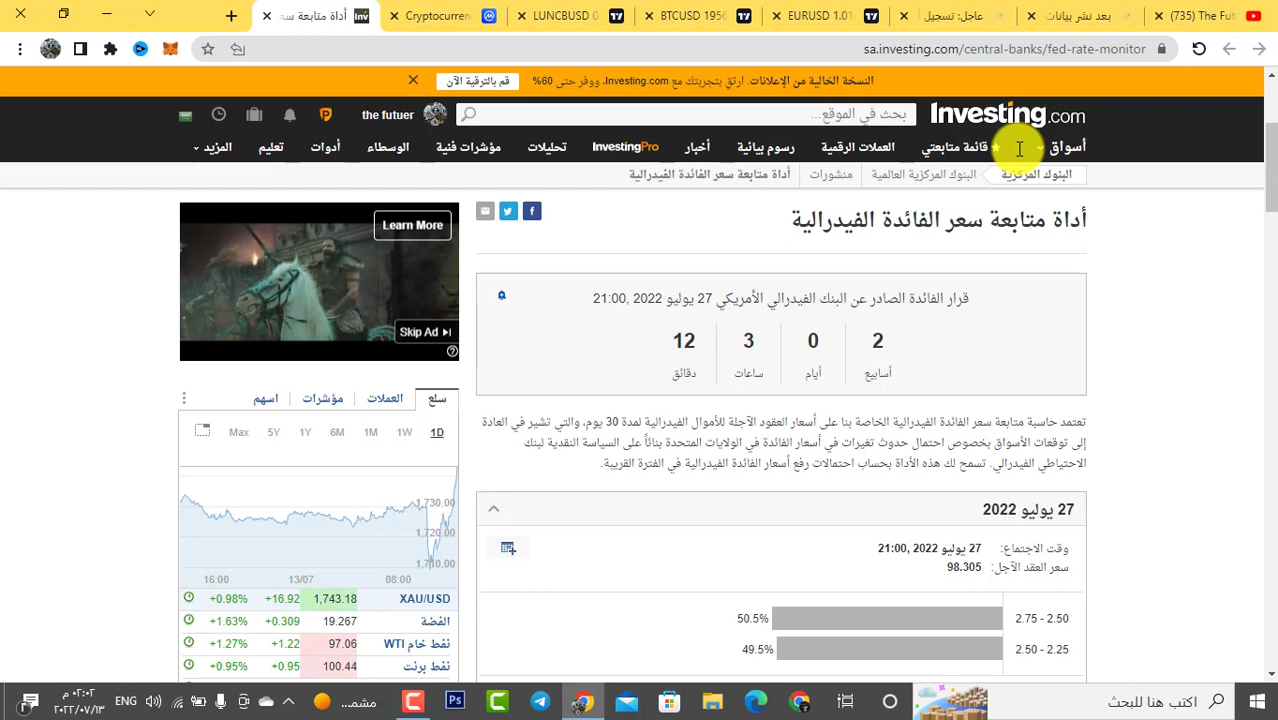 أداة متابعة سع
Cryptocurren
LUNCBUSD 0
BTCUSD 1956
EURUSD 1.01
عاجل: تسجيل
بعد نشر بيانات
(735) The Fut
sa.investing.com/central-banks/fed-rate-monitor
النسخة الخالية من الإعلانات. ارتقِ بتجربتك مع Investing.com، ووفر حتى 60%
قم بالترقية الآن
Investing.com
بحث في الموقع...
the futuer
أسواق
قائمة متابعتي
العملات الرقمية
رسوم بيانية
أخبار
InvestingPro
تحليلات
مؤشرات فنية
الوسطاء
أدوات
تعليم
المزيد
البنوك المركزية
البنوك المركزية العالمية
منشورات
أداة متابعة سعر الفائدة الفيدرالية
أداة متابعة سعر الفائدة الفيدرالية
قرار الفائدة الصادر عن البنك الفيدرالي الأمريكي 27 يوليو 2022 ,21:00
2
0
3
12
أسابيع
أيام
ساعات
دقائق
تعتمد حاسبة متابعة سعر الفائدة الفيدرالية الخاصة بنا على أسعار العقود الآجلة للأموال الفيدرالية لمدة 30 يوم، والتي تشير في العادة
إلى توقعات الأسواق بخصوص احتمال حدوث تغيرات في أسعار الفائدة في الولايات المتحدة بناءًا على السياسة النقدية لبنك
الاحتياطي الفيدرالي. تسمح لك هذه الأداة بحساب احتمالات رفع أسعار الفائدة الفيدرالية في الفترة القريبة.
27 يوليو 2022
وقت الاجتماع: 27 يوليو 2022 ,21:00
سعر العقد الآجل: 98.305
2.50 - 2.75
50.5%
2.25 - 2.50
49.5%
Learn More
Skip Ad
سلع
العملات
مؤشرات
اسهم
1D
1W
1M
6M
1Y
5Y
Max
1,730.00
1,720.00
1,710.00
16:00
13/07
08:00
XAU/USD 1,743.18 +16.92 +0.98%
الفضة 19.267 +0.309 +1.63%
نفط خام WTI 97.06 +1.22 +1.27%
نفط برنت 100.44 +0.95 +0.95%
اكتب هنا للبحث
مشمـ...
ENG
٠٢:٠٢ م
٢٠٢٢/٠٧/١٣